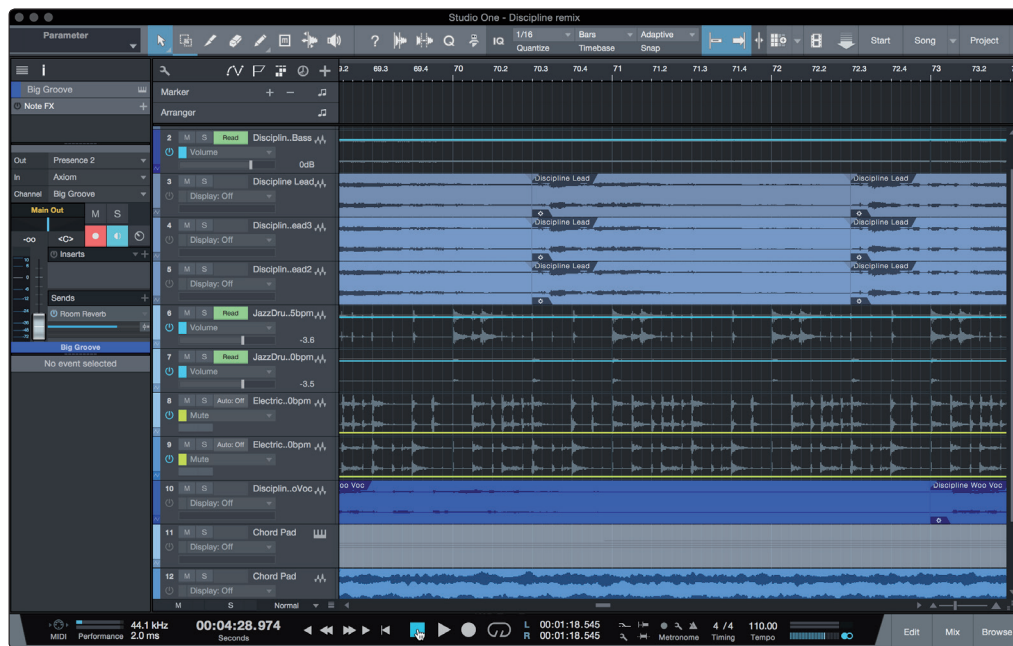 Studio One - Discipline remix
Parameter
IQ
1/16
Quantize
Bars
Timebase
Adaptive
Snap
Start
Song
Project
Big Groove
Note FX
Out Presence 2
In Axiom
Channel Big Groove
Main Out
M S
-oo <C>
Inserts
Sends
Room Reverb
Big Groove
No event selected
Marker
Arranger
3.2 69.3 69.4 70 70.2 70.3 70.4 71 71.2 71.3 71.4 72 72.2 72.3 72.4 73 73.2
2 M S Read Disciplin..Bass
Volume
0dB
3 M S Discipline Lead
Display: Off
Discipline Lead Discipline Lead
4 M S Disciplin..ead3
Display: Off
Discipline Lead Discipline Lead
5 M S Disciplin..ead2
Display: Off
Discipline Lead Discipline Lead
6 M S Read JazzDru..5bpm
Volume
-3.6
7 M S Read JazzDru..0bpm
Volume
-3.5
8 M S Auto: Off Electric..0bpm
Mute
9 M S Auto: Off Electric..0bpm
Mute
10 M S Disciplin..oVoc
Display: Off
oo Voc Discipline Woo Voc
11 M S Chord Pad
Display: Off
12 M S Chord Pad
Display: Off
M S Normal
MIDI
Performance
44.1 kHz
2.0 ms
00:04:28.974
Seconds
L 00:01:18.545
R 00:01:18.545
Metronome
4 / 4
Timing
110.00
Tempo
Edit
Mix
Browse